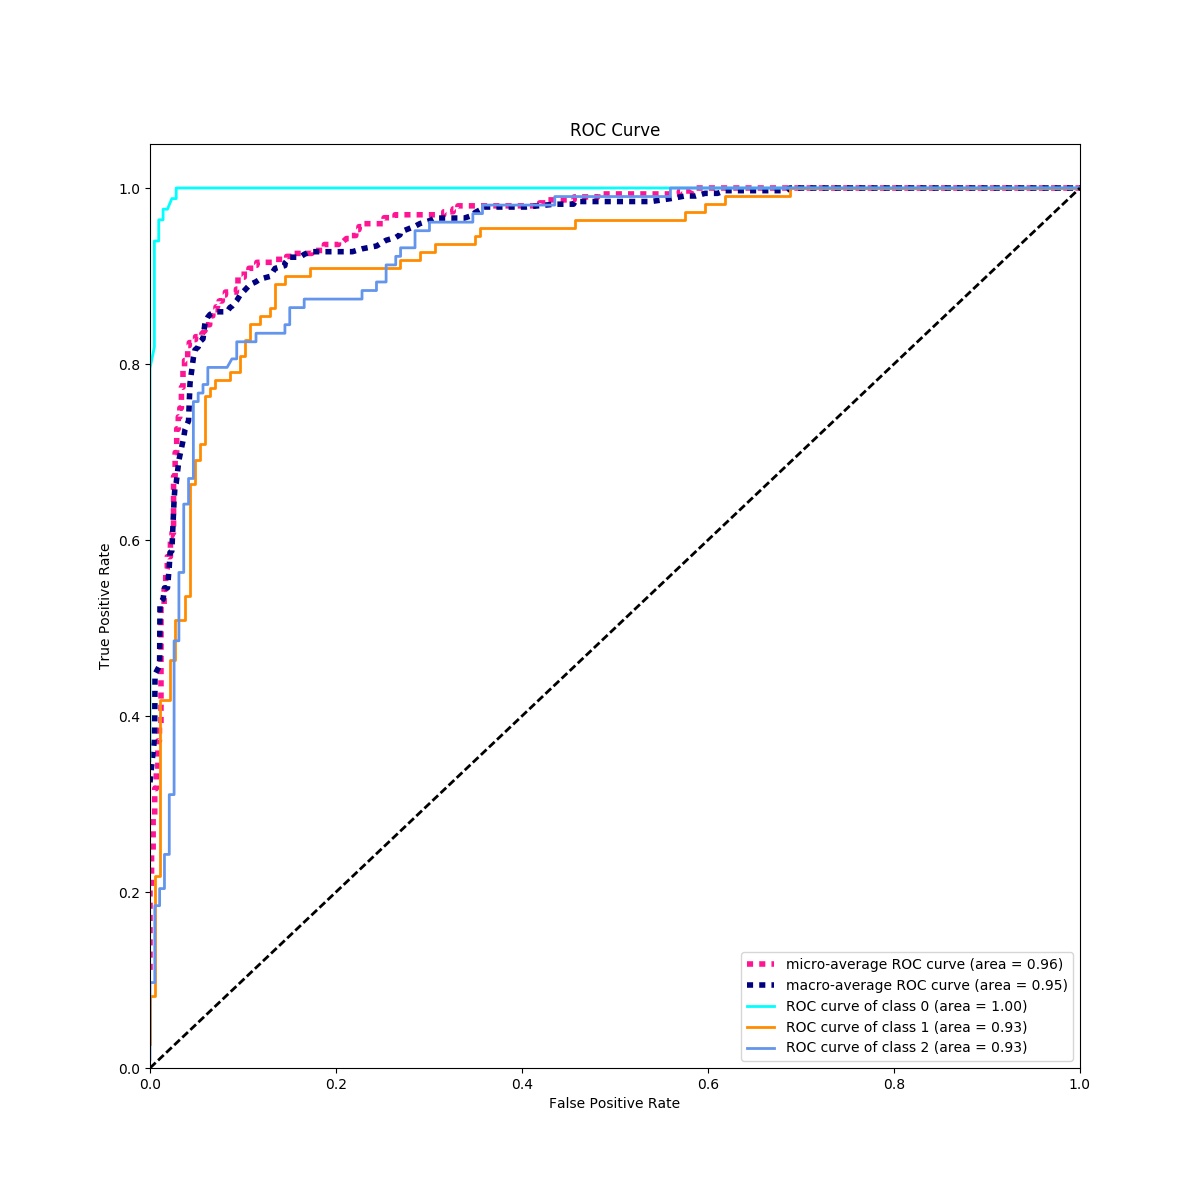 ROC Curve
True Positive Rate
1.0
0.8
0.6
0.4
0.2
0.0
0.0 0.2 0.4 0.6 0.8 1.0
False Positive Rate
micro-average ROC curve (area = 0.96)
macro-average ROC curve (area = 0.95)
ROC curve of class 0 (area = 1.00)
ROC curve of class 1 (area = 0.93)
ROC curve of class 2 (area = 0.93)